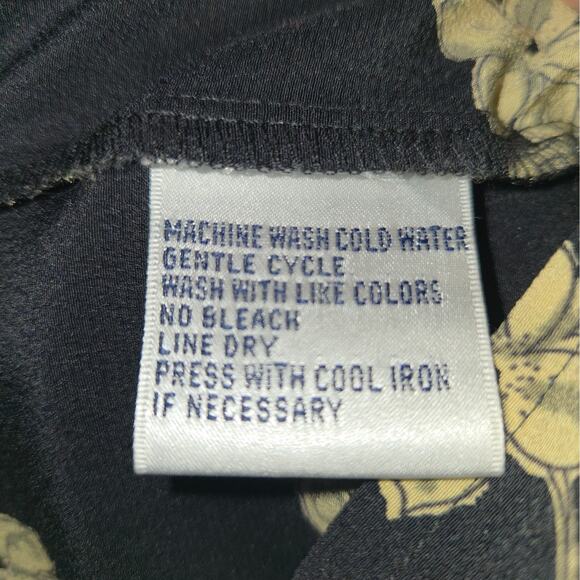 MACHINE WASH COLD WATER
GENTLE CYCLE
WASH WITH LIKE COLORS
NO BLEACH
LINE DRY
PRESS WITH COOL IRON
IF NECESSARY